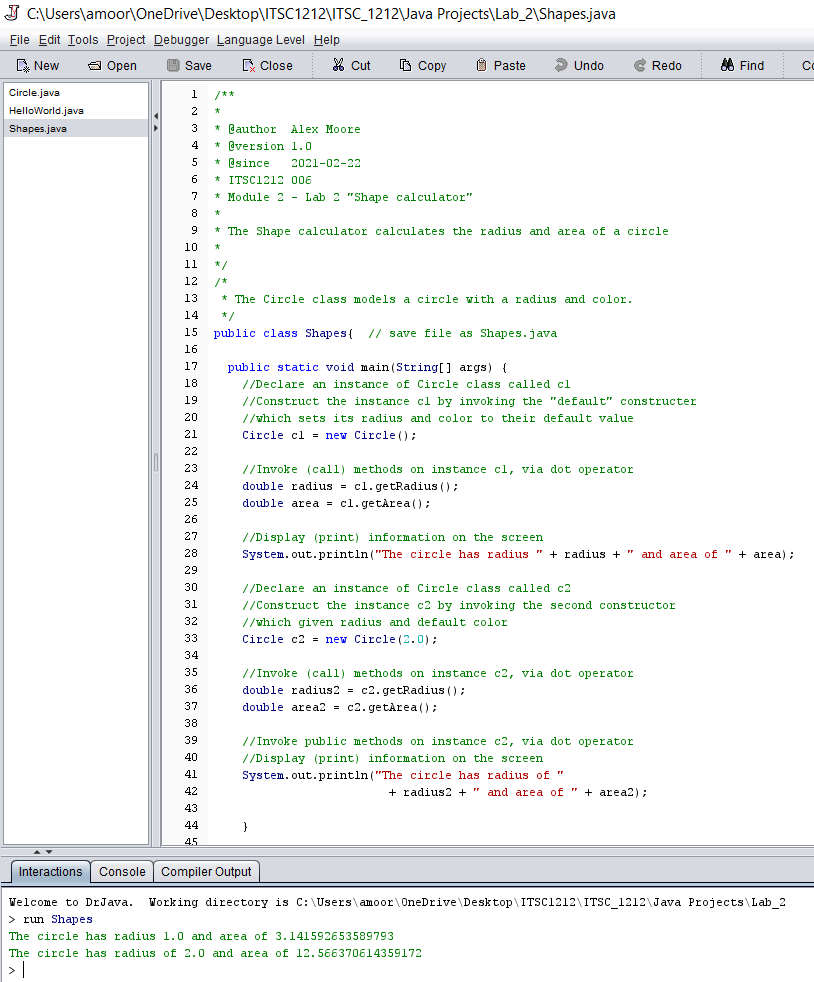 C:\Users\amoor\OneDrive\Desktop\ITSC1212\ITSC_1212\Java Projects\Lab_2\Shapes.java
File Edit Tools Project Debugger Language Level Help
New Open Save Close Cut Copy Paste Undo Redo Find Co
Circle.java
HelloWorld.java
Shapes.java
1 /**
2 *
3 * @author  Alex Moore
4 * @version 1.0
5 * @since   2021-02-22
6 * ITSC1212 006
7 * Module 2 - Lab 2 "Shape calculator"
8 *
9 * The Shape calculator calculates the radius and area of a circle
10 *
11 */
12 /*
13  * The Circle class models a circle with a radius and color.
14  */
15 public class Shapes{  // save file as Shapes.java
16
17   public static void main(String[] args) {
18     //Declare an instance of Circle class called c1
19     //Construct the instance c1 by invoking the "default" constructer
20     //which sets its radius and color to their default value
21     Circle c1 = new Circle();
22
23     //Invoke (call) methods on instance c1, via dot operator
24     double radius = c1.getRadius();
25     double area = c1.getArea();
26
27     //Display (print) information on the screen
28     System.out.println("The circle has radius " + radius + " and area of " + area);
29
30     //Declare an instance of Circle class called c2
31     //Construct the instance c2 by invoking the second constructor
32     //which given radius and default color
33     Circle c2 = new Circle(2.0);
34
35     //Invoke (call) methods on instance c2, via dot operator
36     double radius2 = c2.getRadius();
37     double area2 = c2.getArea();
38
39     //Invoke public methods on instance c2, via dot operator
40     //Display (print) information on the screen
41     System.out.println("The circle has radius of "
42                          + radius2 + " and area of " + area2);
43
44     }
45
Interactions Console Compiler Output
Welcome to DrJava.  Working directory is C:\Users\amoor\OneDrive\Desktop\ITSC1212\ITSC_1212\Java Projects\Lab_2
> run Shapes
The circle has radius 1.0 and area of 3.141592653589793
The circle has radius of 2.0 and area of 12.566370614359172
>